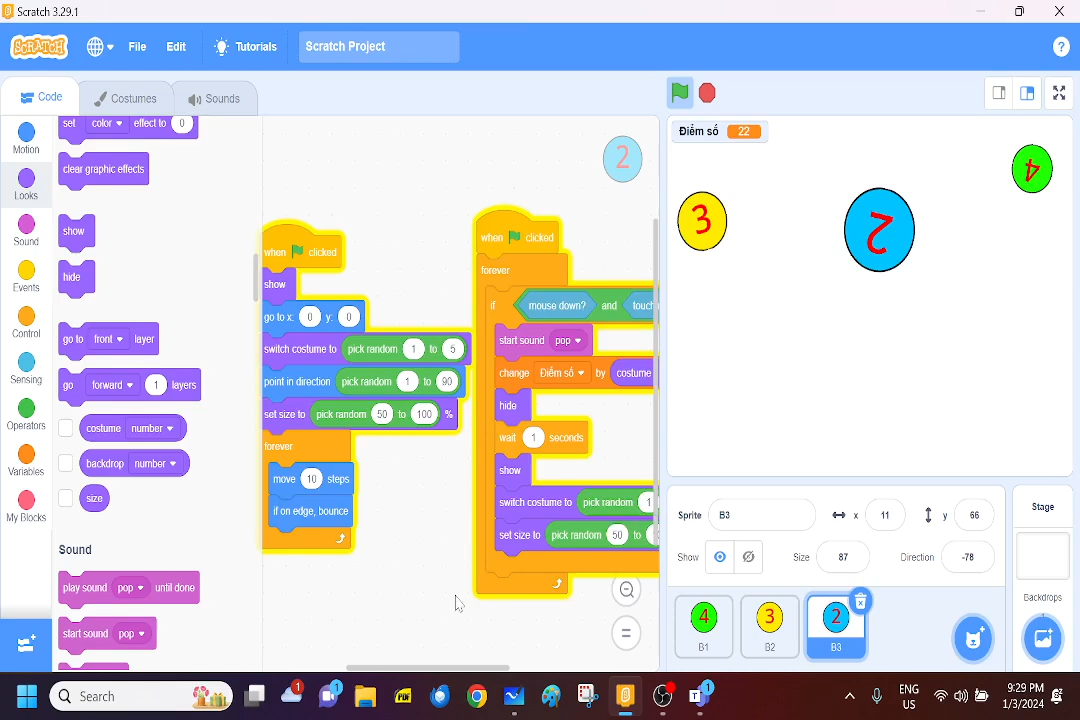 Scratch 3.29.1
SCRATCH File Edit Tutorials Scratch Project ?
Code Costumes Sounds
Motion
Looks
Sound
Events
Control
Sensing
Operators
Variables
My Blocks
set color effect to 0
clear graphic effects
show
hide
go to front layer
go forward 1 layers
costume number
backdrop number
size
Sound
play sound pop until done
start sound pop
2
when clicked
show
go to x: 0 y: 0
switch costume to pick random 1 to 5
point in direction pick random 1 to 90
set size to pick random 50 to 100 %
forever
move 10 steps
if on edge, bounce
when clicked
forever
if mouse down? and touch
start sound pop
change Điểm số by costume
hide
wait 1 seconds
show
switch costume to pick random 1
set size to pick random 50 to
Điểm số 22
3
2
4
Sprite B3 x 11 y 66
Show Size 87 Direction -78
4 3 2
B1 B2 B3
Stage
Backdrops
Search
1
1
PDF
1
ENG
US
9:29 PM
1/3/2024